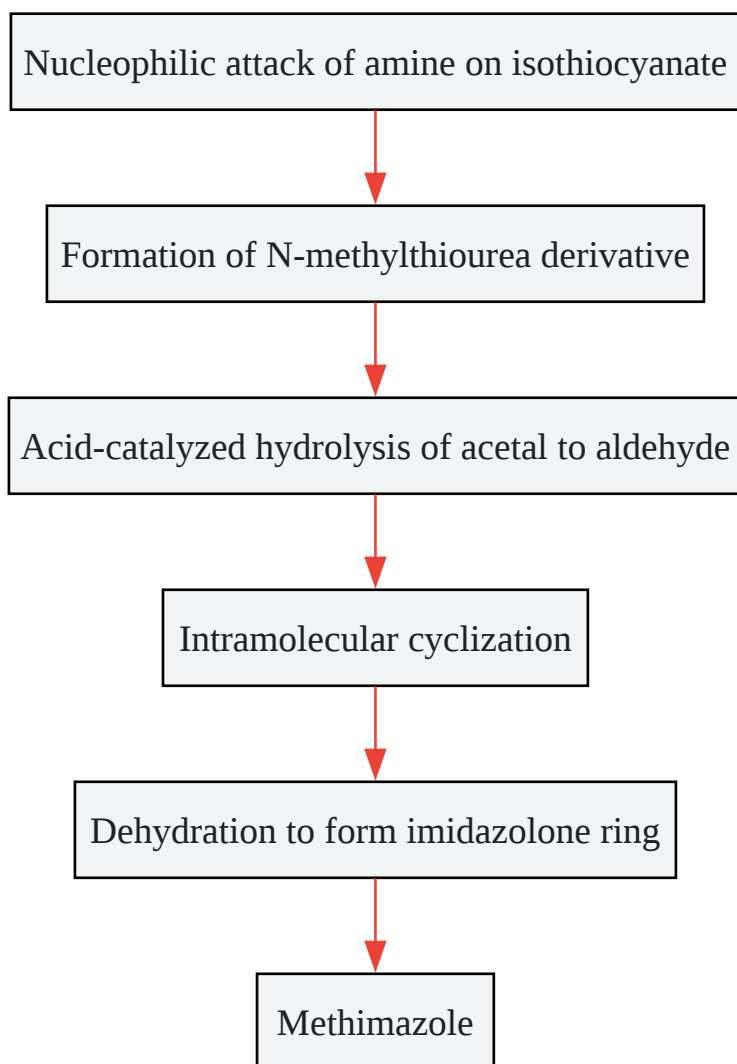 Nucleophilic attack of amine on isothiocyanate
Formation of N-methylthiourea derivative
Acid-catalyzed hydrolysis of acetal to aldehyde
Intramolecular cyclization
Dehydration to form imidazolone ring
Methimazole